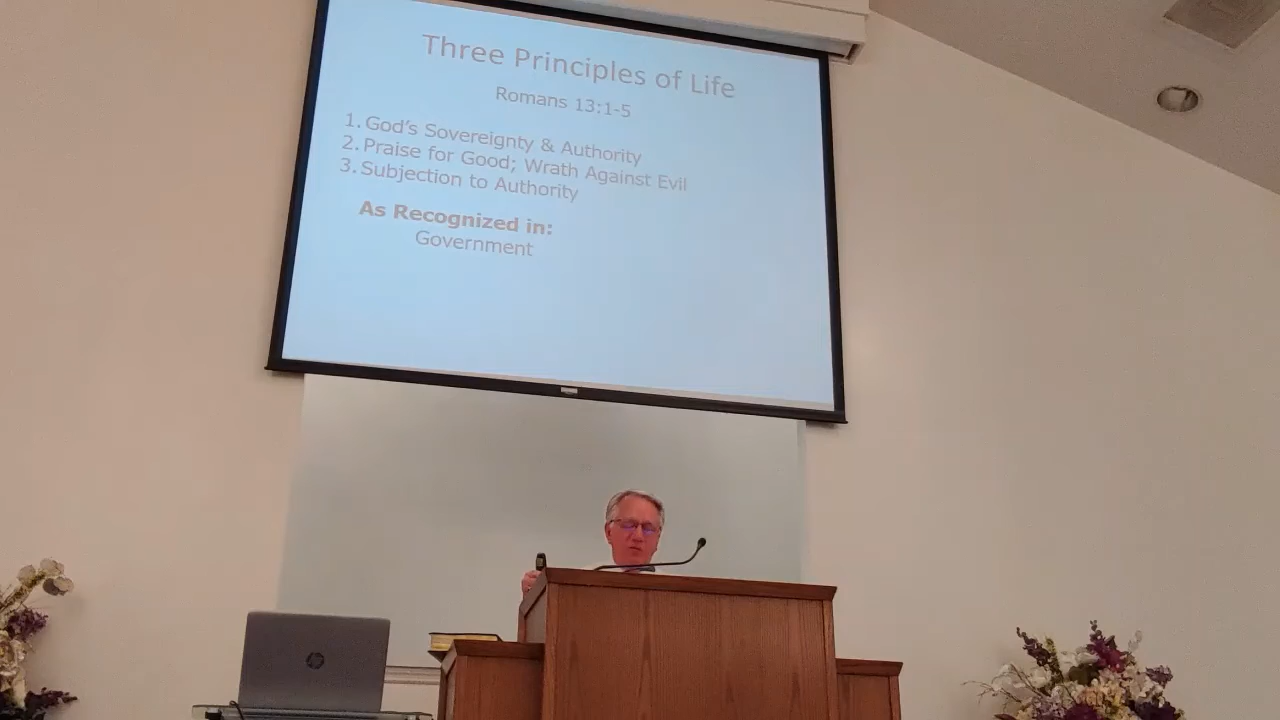 Three Principles of Life
Romans 13:1-5
1. God's Sovereignty & Authority
2. Praise for Good; Wrath Against Evil
3. Subjection to Authority
As Recognized in:
Government
hp